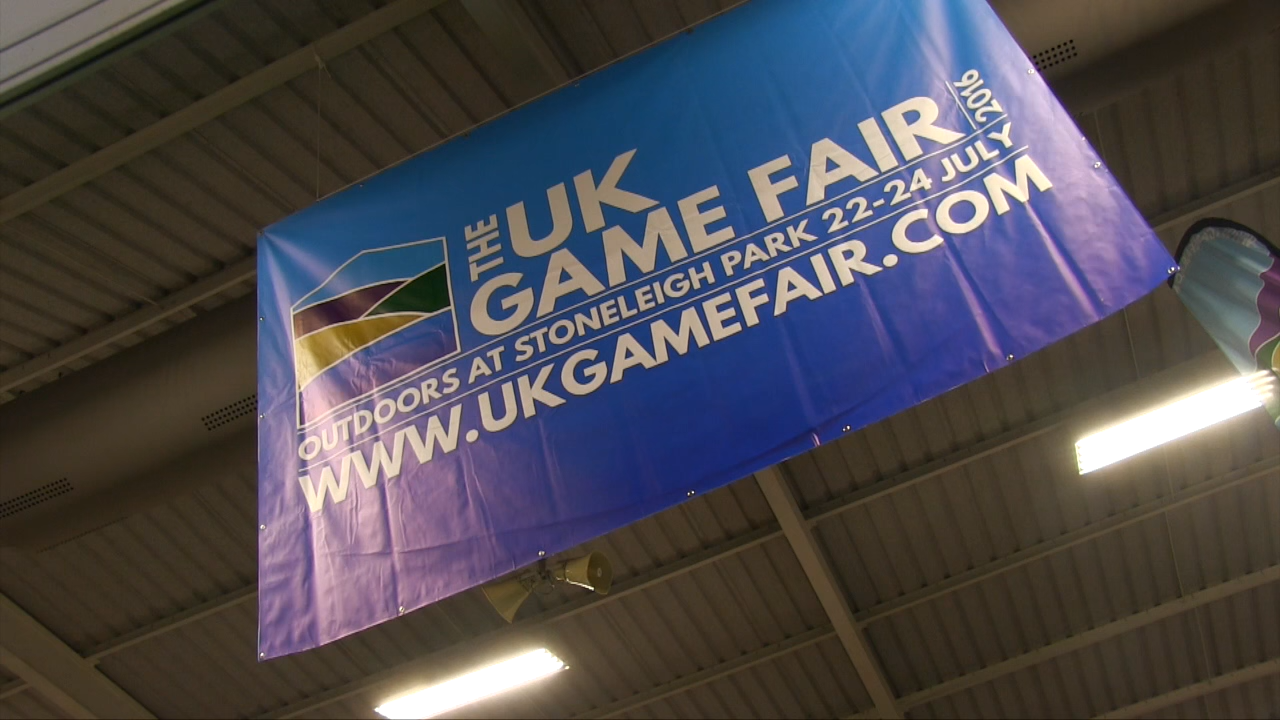 THE UK
GAME FAIR 2016
OUTDOORS AT STONELEIGH PARK 22-24 JULY
WWW.UKGAMEFAIR.COM